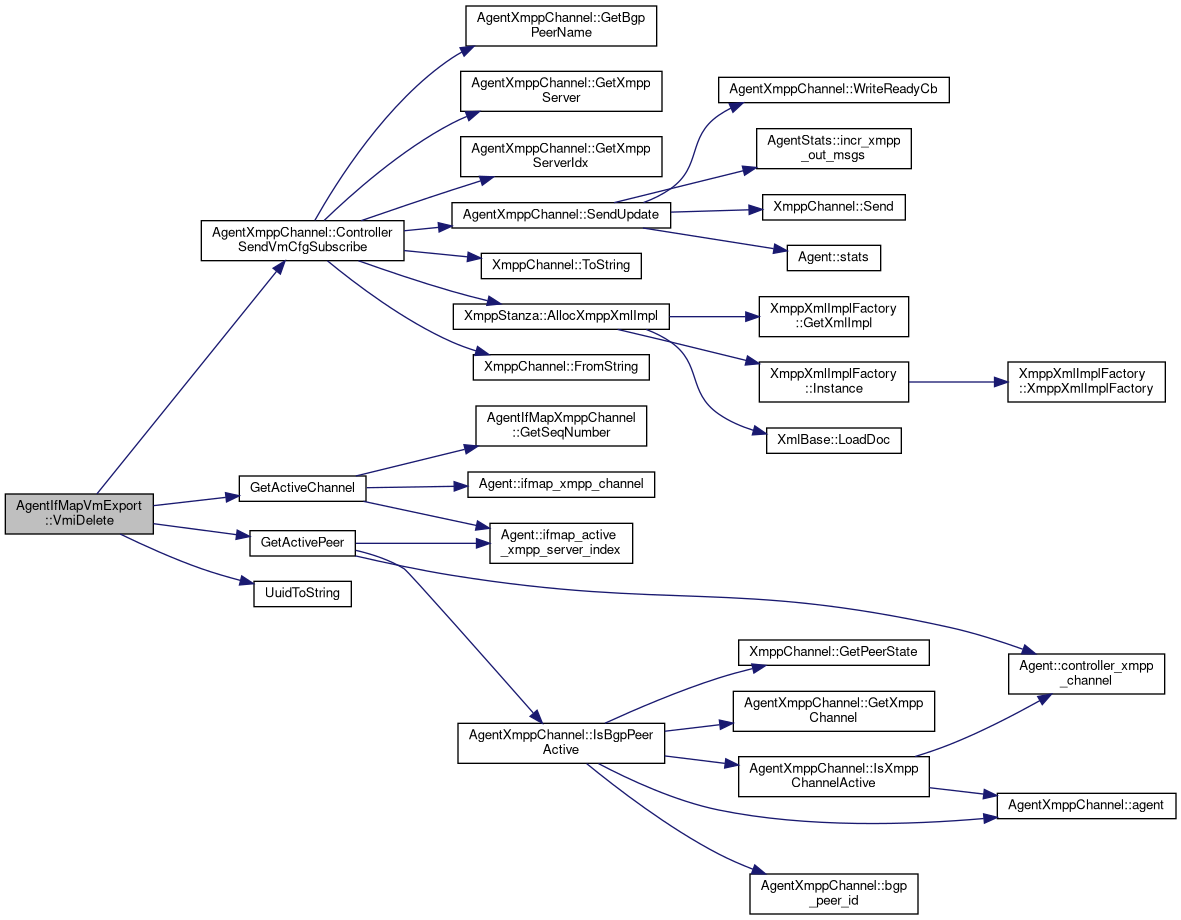 AgentXmppChannel::GetBgp
PeerName
AgentXmppChannel::GetXmpp
Server
AgentXmppChannel::WriteReadyCb
AgentStats::incr_xmpp
_out_msgs
AgentXmppChannel::GetXmpp
ServerIdx
XmppChannel::Send
AgentXmppChannel::SendUpdate
AgentXmppChannel::Controller
SendVmCfgSubscribe
Agent::stats
XmppChannel::ToString
XmppStanza::AllocXmppXmlImpl
XmppXmlImplFactory
::GetXmlImpl
XmppChannel::FromString
XmppXmlImplFactory
::Instance
XmppXmlImplFactory
::XmppXmlImplFactory
XmlBase::LoadDoc
AgentIfMapXmppChannel
::GetSeqNumber
GetActiveChannel
Agent::ifmap_xmpp_channel
AgentIfMapVmExport
::VmiDelete
GetActivePeer
Agent::ifmap_active
_xmpp_server_index
UuidToString
XmppChannel::GetPeerState
Agent::controller_xmpp
_channel
AgentXmppChannel::GetXmpp
Channel
AgentXmppChannel::IsBgpPeer
Active
AgentXmppChannel::IsXmpp
ChannelActive
AgentXmppChannel::agent
AgentXmppChannel::bgp
_peer_id